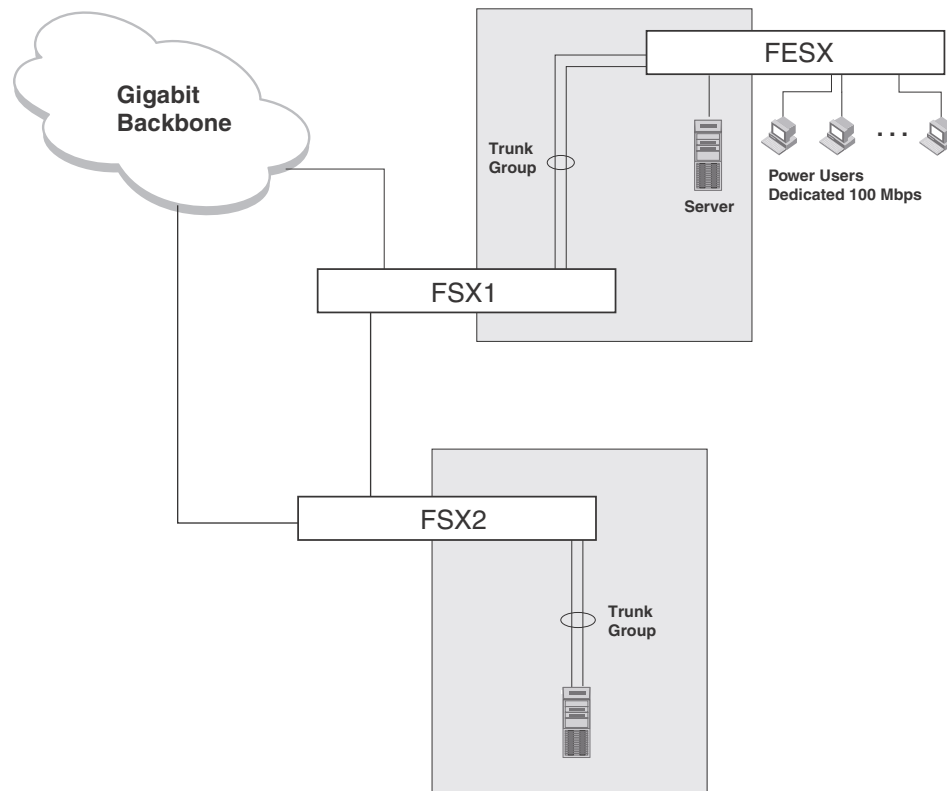 Gigabit
Backbone
FESX
Trunk
Group
Server
Power Users
Dedicated 100 Mbps
...
FSX1
FSX2
Trunk
Group